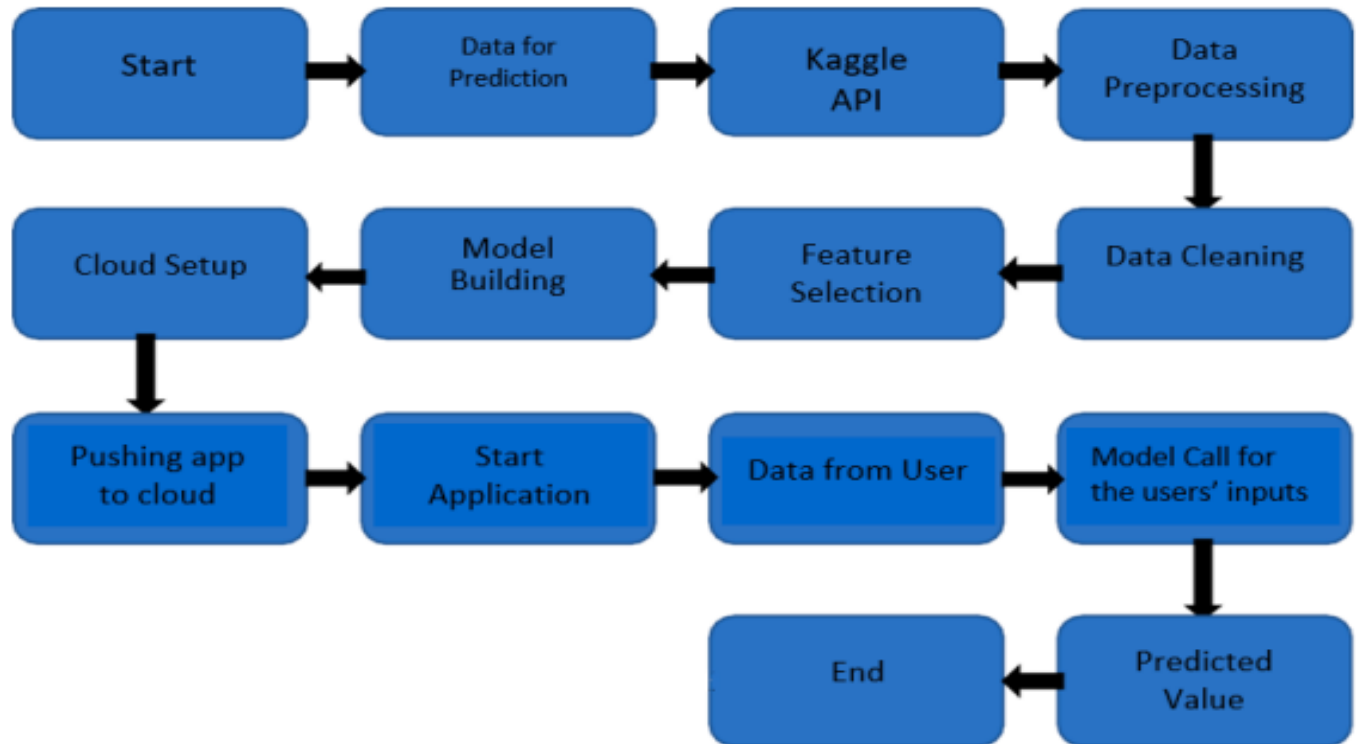 Start
Data for
Prediction
Kaggle
API
Data
Preprocessing
Cloud Setup
Model
Building
Feature
Selection
Data Cleaning
Pushing app
to cloud
Start
Application
Data from User
Model Call for
the users’ inputs
End
Predicted
Value